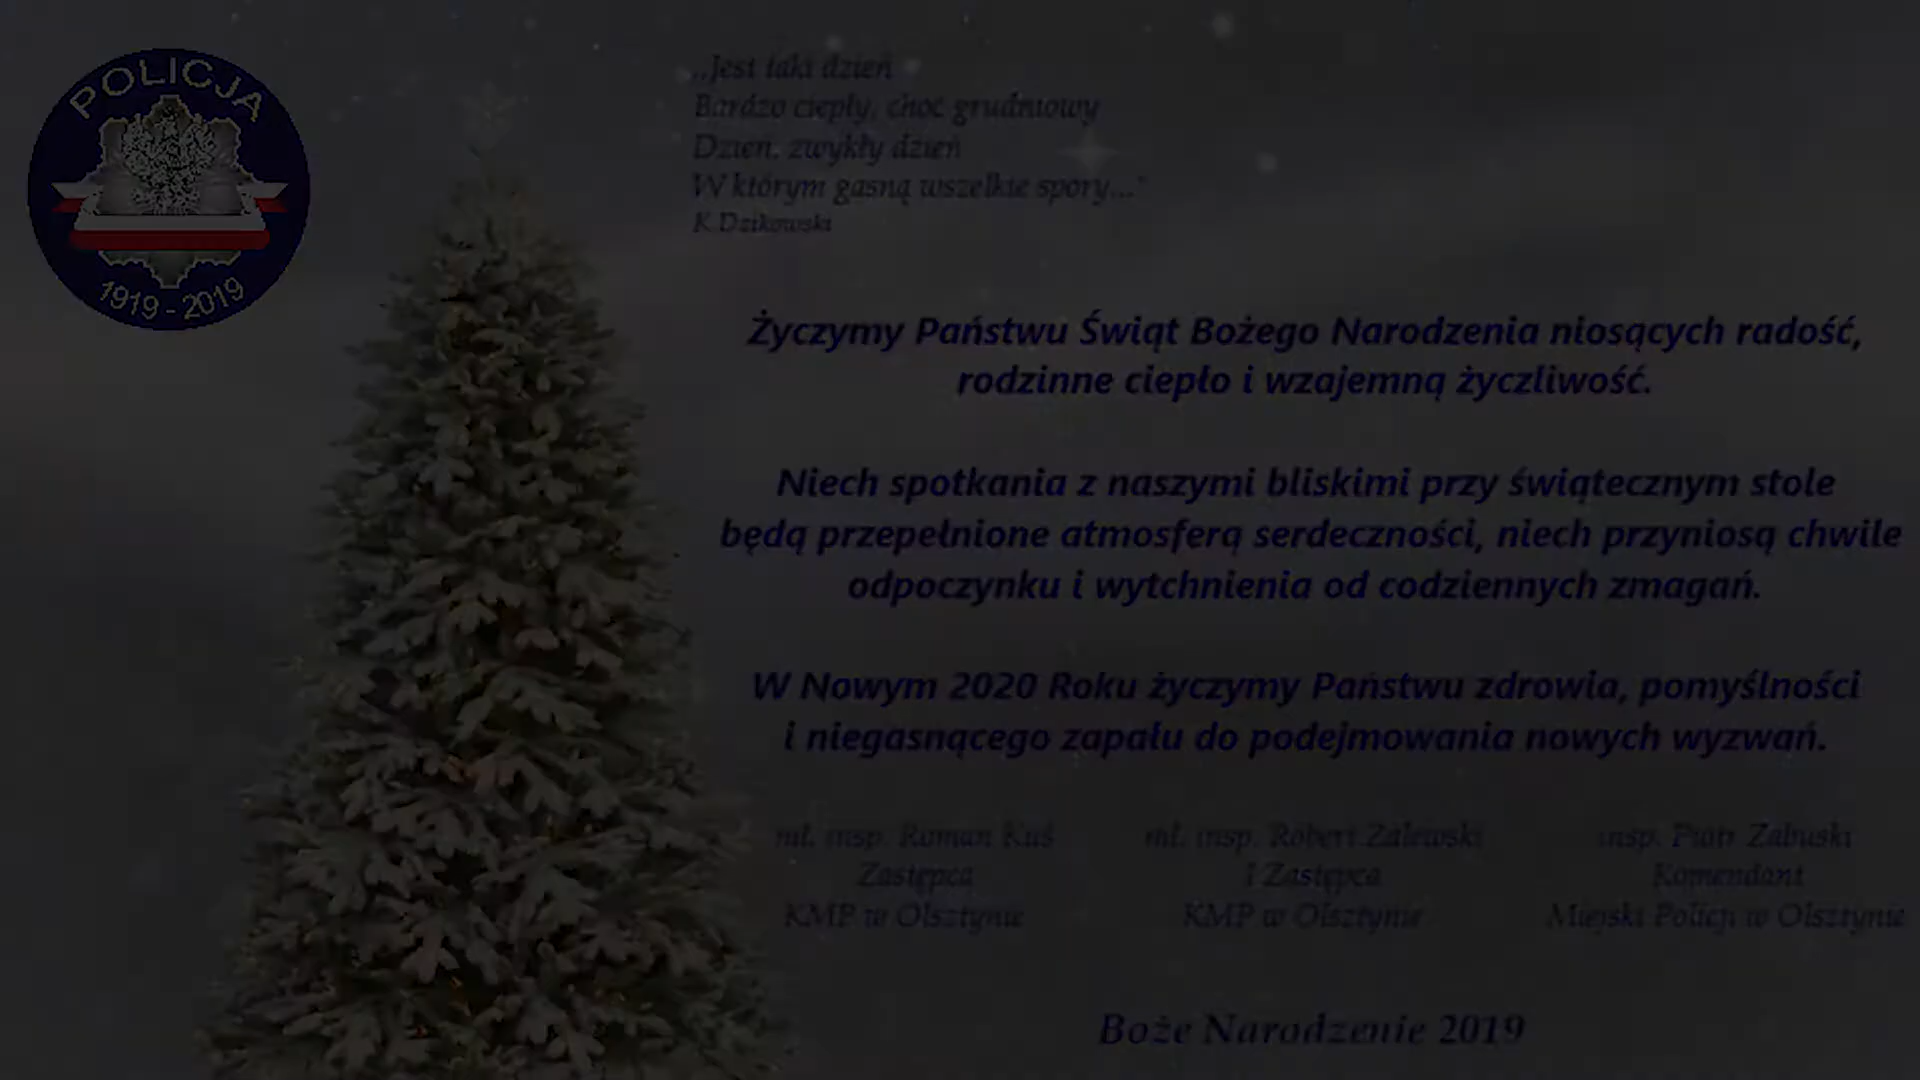 POLICJA
1919 - 2019
„Jest taki dzień
Bardzo ciepły, choć grudniowy
Dzień, zwykły dzień
W którym gasną wszelkie spory..."
K.Dzikowski
Życzymy Państwu Świąt Bożego Narodzenia niosących radość,
rodzinne ciepło i wzajemną życzliwość.
Niech spotkania z naszymi bliskimi przy świątecznym stole
będą przepełnione atmosferą serdeczności, niech przyniosą chwile
odpoczynku i wytchnienia od codziennych zmagań.
W Nowym 2020 Roku życzymy Państwu zdrowia, pomyślności
i niegasnącego zapału do podejmowania nowych wyzwań.
mł. insp. Roman Kuś
Zastępca
KMP w Olsztynie
mł. insp. Robert Zalewski
I Zastępca
KMP w Olsztynie
insp. Piotr Zabuski
Komendant
Miejski Policji w Olsztynie
Boże Narodzenie 2019